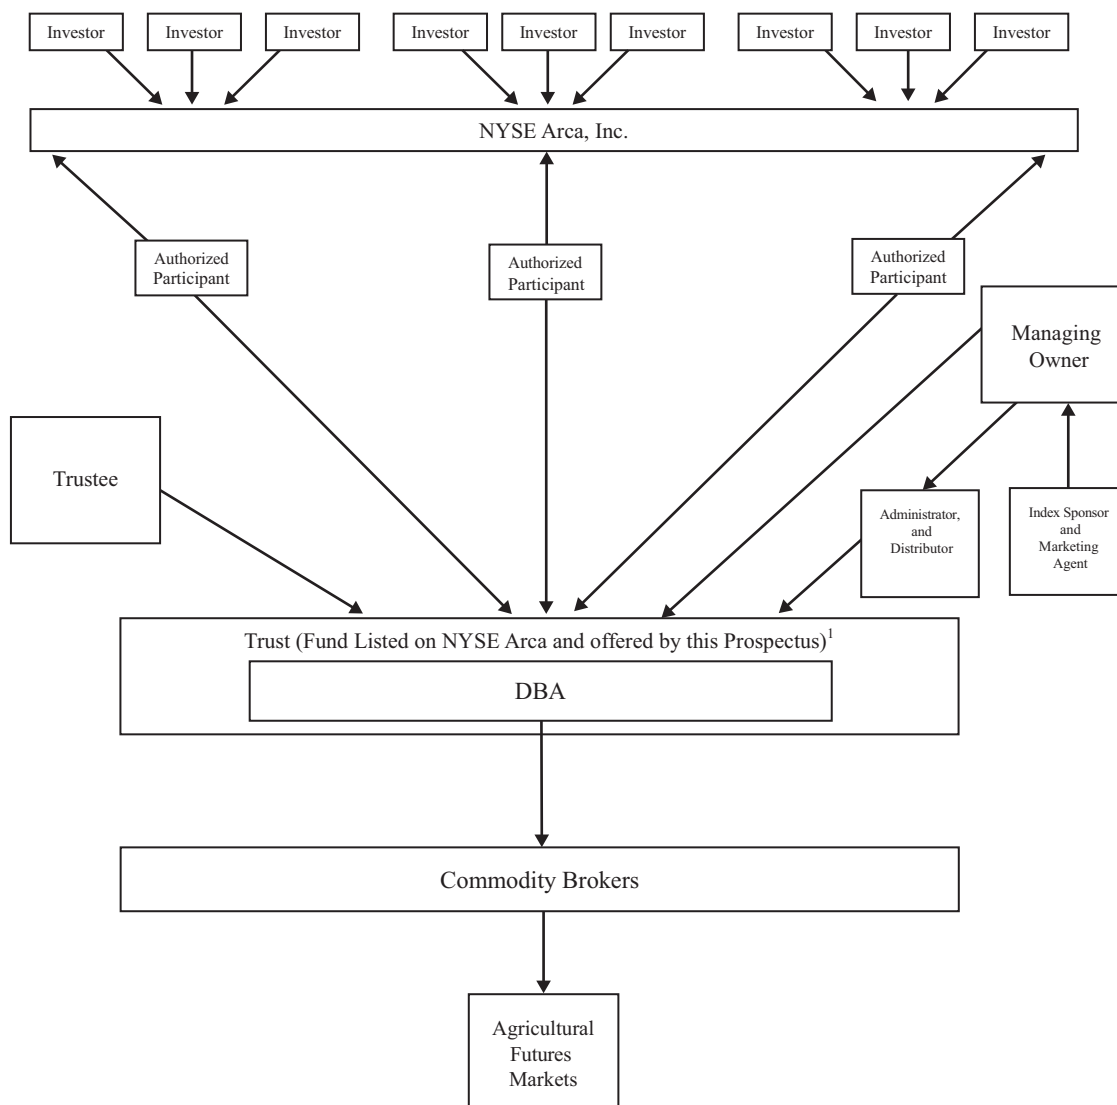 Investor
Investor
Investor
Investor
Investor
Investor
Investor
Investor
Investor
NYSE Arca, Inc.
Authorized
Participant
Authorized
Participant
Authorized
Participant
Managing
Owner
Trustee
Administrator,
and
Distributor
Index Sponsor
and
Marketing
Agent
Trust (Fund Listed on NYSE Arca and offered by this Prospectus)1
DBA
Commodity Brokers
Agricultural
Futures
Markets